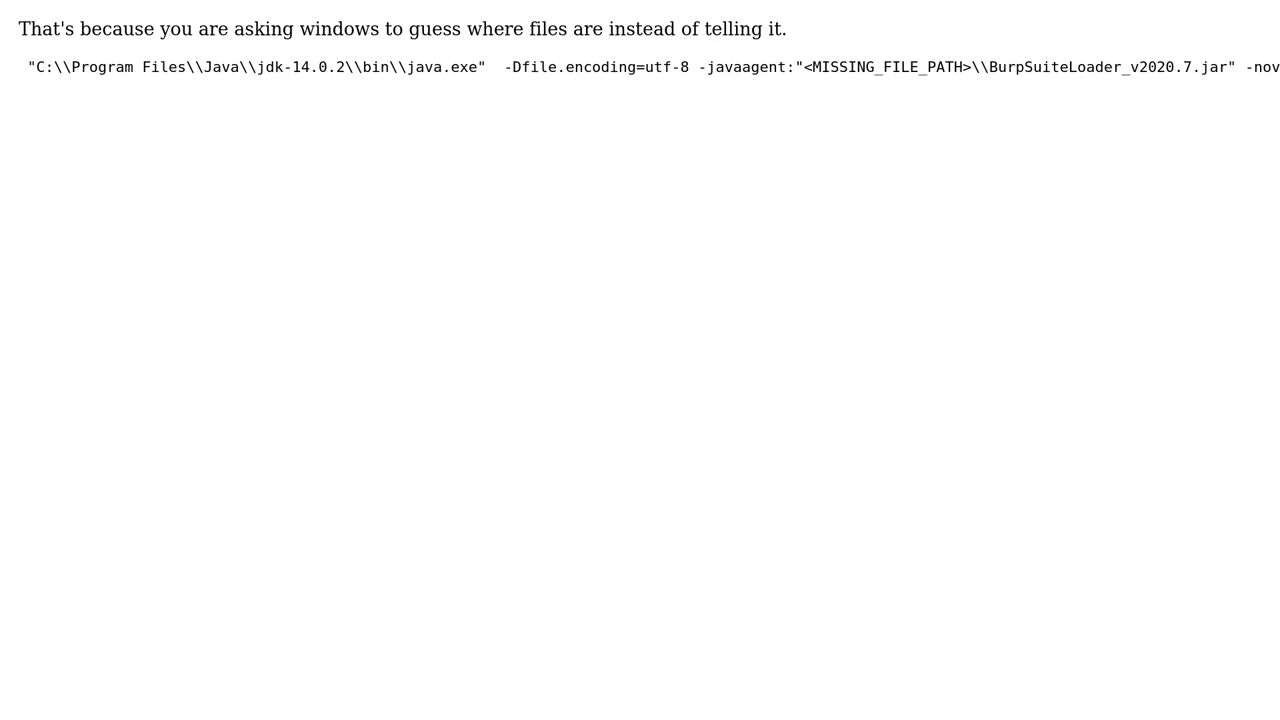 That's because you are asking windows to guess where files are instead of telling it.
"C:\\Program Files\\Java\\jdk-14.0.2\\bin\\java.exe"  -Dfile.encoding=utf-8 -javaagent:"<MISSING_FILE_PATH>\\BurpSuiteLoader_v2020.7.jar" -nov